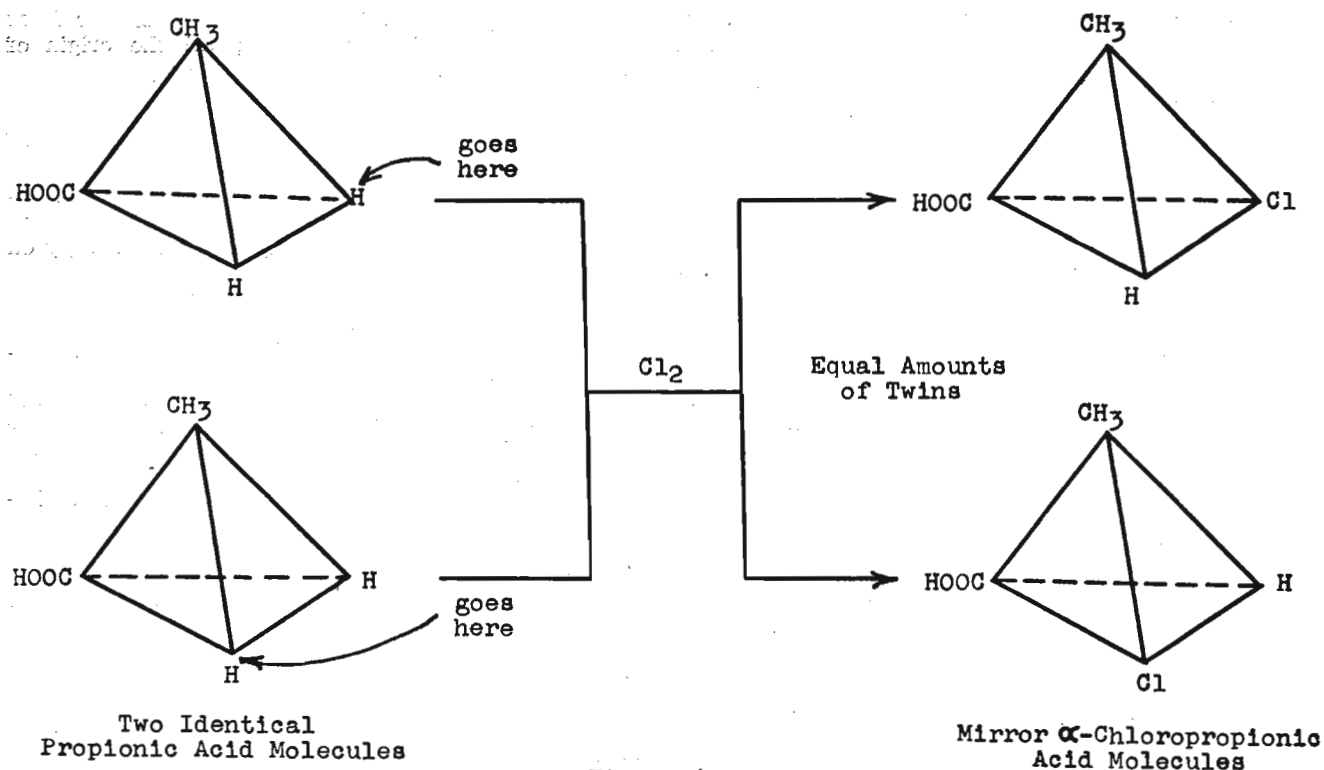 CH3
HOOC
H
H
goes
here
CH3
HOOC
Cl
H
Cl2
Equal Amounts
of Twins
CH3
HOOC
H
H
goes
here
CH3
HOOC
H
Cl
Two Identical
Propionic Acid Molecules
Mirror α-Chloropropionic
Acid Molecules